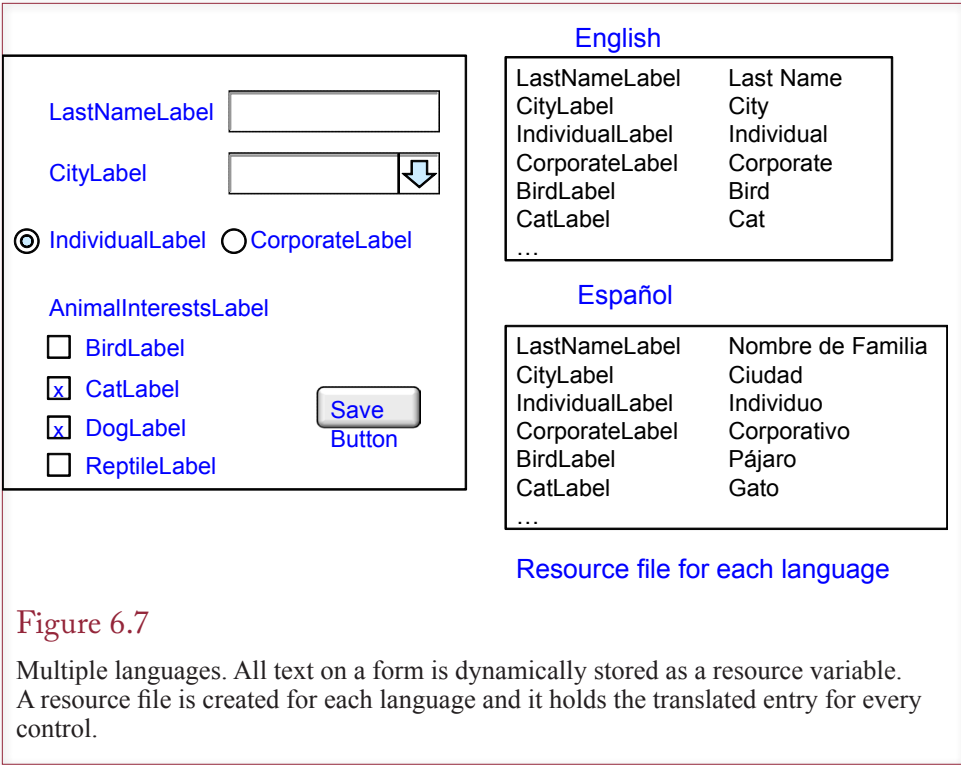 LastNameLabel
CityLabel
IndividualLabel CorporateLabel
AnimalInterestsLabel
BirdLabel
x CatLabel
x DogLabel
ReptileLabel
Save
Button
English
LastNameLabel Last Name
CityLabel City
IndividualLabel Individual
CorporateLabel Corporate
BirdLabel Bird
CatLabel Cat
…
Español
LastNameLabel Nombre de Familia
CityLabel Ciudad
IndividualLabel Individuo
CorporateLabel Corporativo
BirdLabel Pájaro
CatLabel Gato
…
Resource file for each language
Figure 6.7
Multiple languages. All text on a form is dynamically stored as a resource variable.
A resource file is created for each language and it holds the translated entry for every
control.